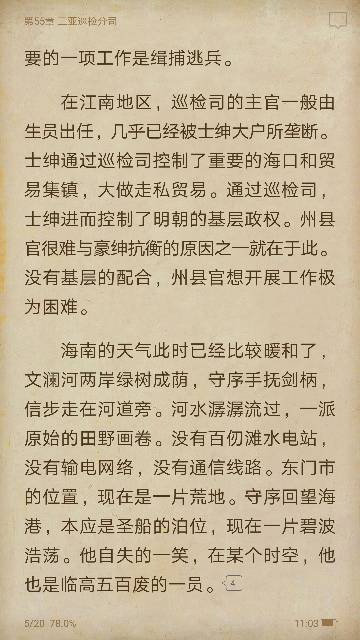 第55章 三亚巡检分司
要的一项工作是缉捕逃兵。
在江南地区，巡检司的主官一般由
生员出任，几乎已经被士绅大户所垄断。
士绅通过巡检司控制了重要的海口和贸
易集镇，大做走私贸易。通过巡检司，
士绅进而控制了明朝的基层政权。州县
官很难与豪绅抗衡的原因之一就在于此。
没有基层的配合，州县官想开展工作极
为困难。
海南的天气此时已经比较暖和了，
文澜河两岸绿树成荫，守序手抚剑柄，
信步走在河道旁。河水潺潺流过，一派
原始的田野画卷。没有百仞滩水电站，
没有输电网络，没有通信线路。东门市
的位置，现在是一片荒地。守序回望海
港，本应是圣船的泊位，现在一片碧波
浩荡。他自失的一笑，在某个时空，他
也是临高五百废的一员。 4
5/20 78.0% 11:03